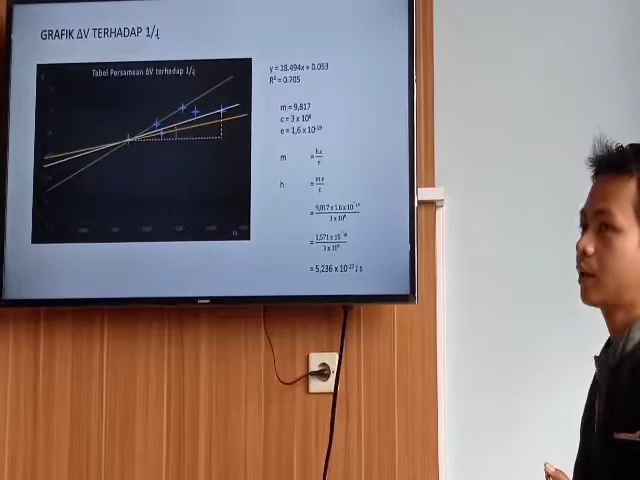 GRAFIK ΔV TERHADAP 1/λ
Tabel Persamaan ΔV terhadap 1/λ
y = 18.494x + 0.053
R² = 0.705
m = 9,817
c = 3 x 10⁸
e = 1,6 x 10⁻¹⁹
m = h.c/e
h = m e/c
= 9,817 x 1.6 x 10⁻¹⁹/3 x 10⁸
= 1,571 x 10⁻¹⁸/3 x 10⁸
= 5,236 x 10⁻²⁷ J s